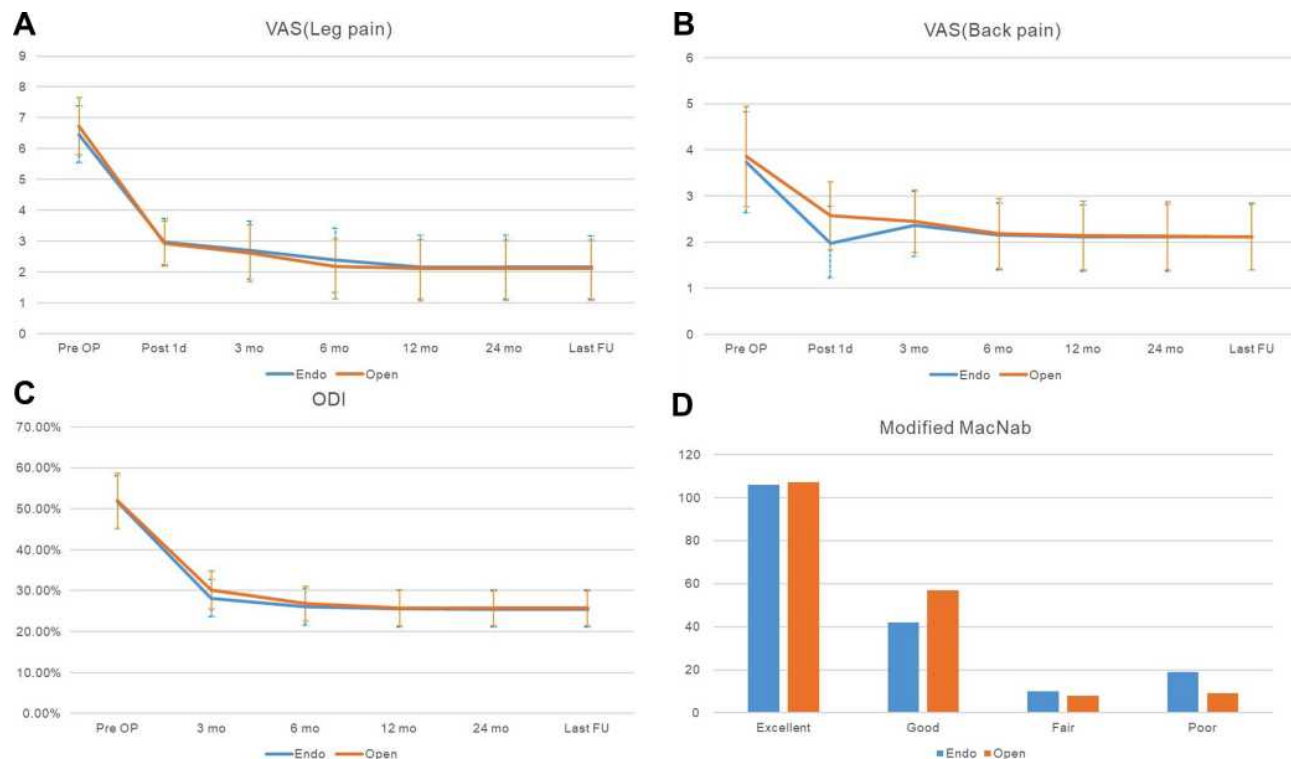 A
VAS(Leg pain)
9
8
7
6
5
4
3
2
1
0
Pre OP Post 1d 3 mo 6 mo 12 mo 24 mo Last FU
Endo Open
B
VAS(Back pain)
6
5
4
3
2
1
0
Pre OP Post 1d 3 mo 6 mo 12 mo 24 mo Last FU
Endo Open
C
ODI
70.00%
60.00%
50.00%
40.00%
30.00%
20.00%
10.00%
0.00%
Pre OP 3 mo 6 mo 12 mo 24 mo Last FU
Endo Open
D
Modified MacNab
120
100
80
60
40
20
0
Excellent Good Fair Poor
Endo Open